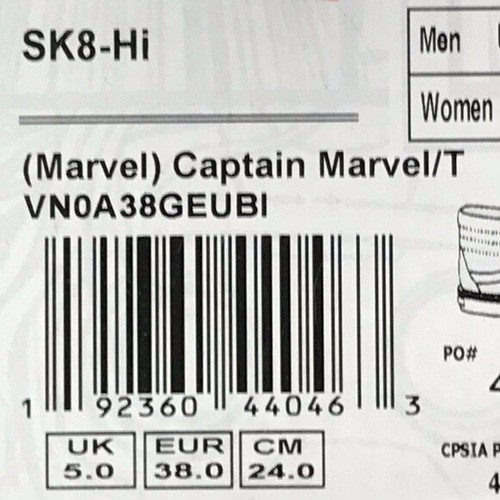 SK8-Hi
Men
Women
(Marvel) Captain Marvel/T
VN0A38GEUBI
PO#
1 92360 44046 3
UK EUR CM
5.0 38.0 24.0
CPSIA P
4